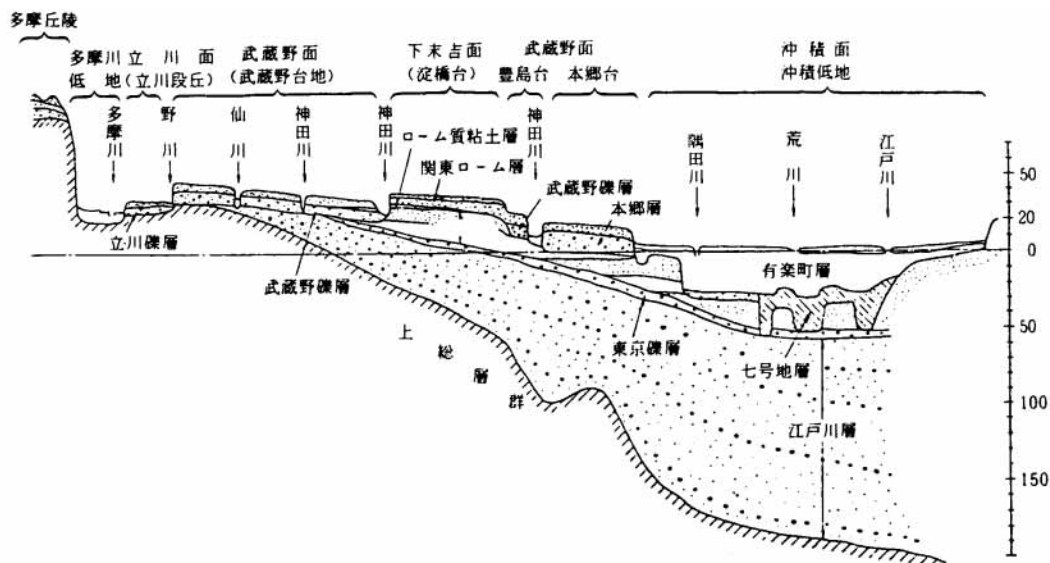 多摩丘陵
多摩川低地
立川面(立川段丘)
武蔵野面(武蔵野台地)
下末吉面(淀橋台)
武蔵野面
豊島台
本郷台
沖積面
沖積低地
多摩川
野川
仙川
神田川
神田川
神田川
隅田川
荒川
江戸川
ローム質粘土層
関東ローム層
武蔵野礫層
本郷層
立川礫層
武蔵野礫層
有楽町層
東京礫層
七号地層
上総層群
江戸川層
50
20
0
50
100
150